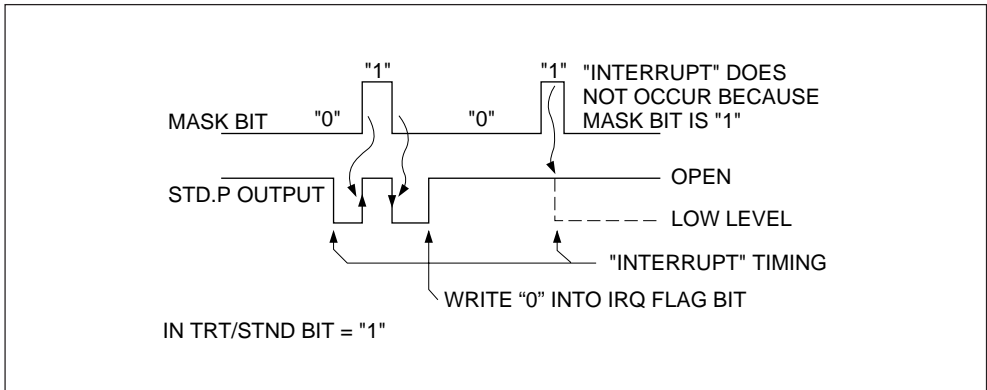 "1"
"1" "INTERRUPT" DOES
NOT OCCUR BECAUSE
MASK BIT IS "1"
MASK BIT "0" "0"
STD.P OUTPUT
OPEN
LOW LEVEL
"INTERRUPT" TIMING
WRITE “0” INTO IRQ FLAG BIT
IN TRT/STND BIT = "1"